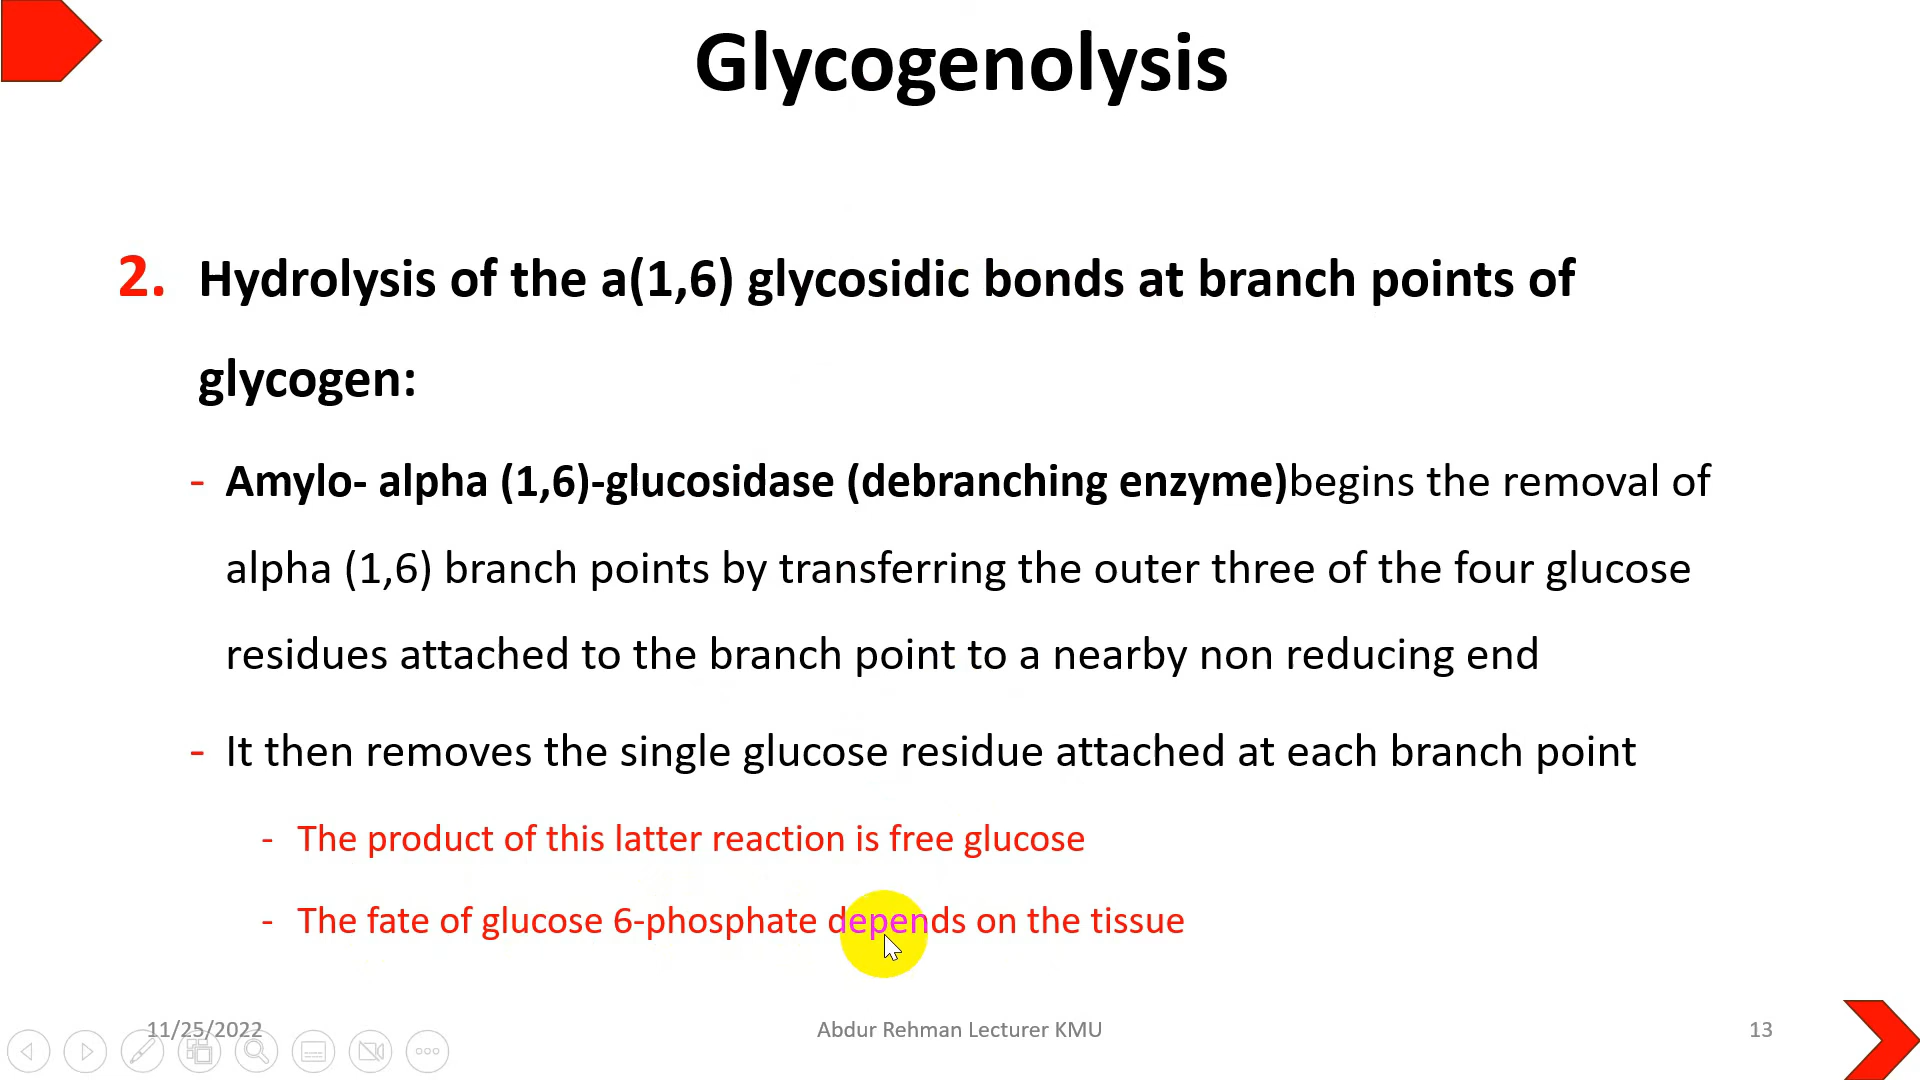 Glycogenolysis
2. Hydrolysis of the a(1,6) glycosidic bonds at branch points of
glycogen:
- Amylo- alpha (1,6)-glucosidase (debranching enzyme)begins the removal of
alpha (1,6) branch points by transferring the outer three of the four glucose
residues attached to the branch point to a nearby non reducing end
- It then removes the single glucose residue attached at each branch point
- The product of this latter reaction is free glucose
- The fate of glucose 6-phosphate depends on the tissue
11/25/2022
Abdur Rehman Lecturer KMU
13